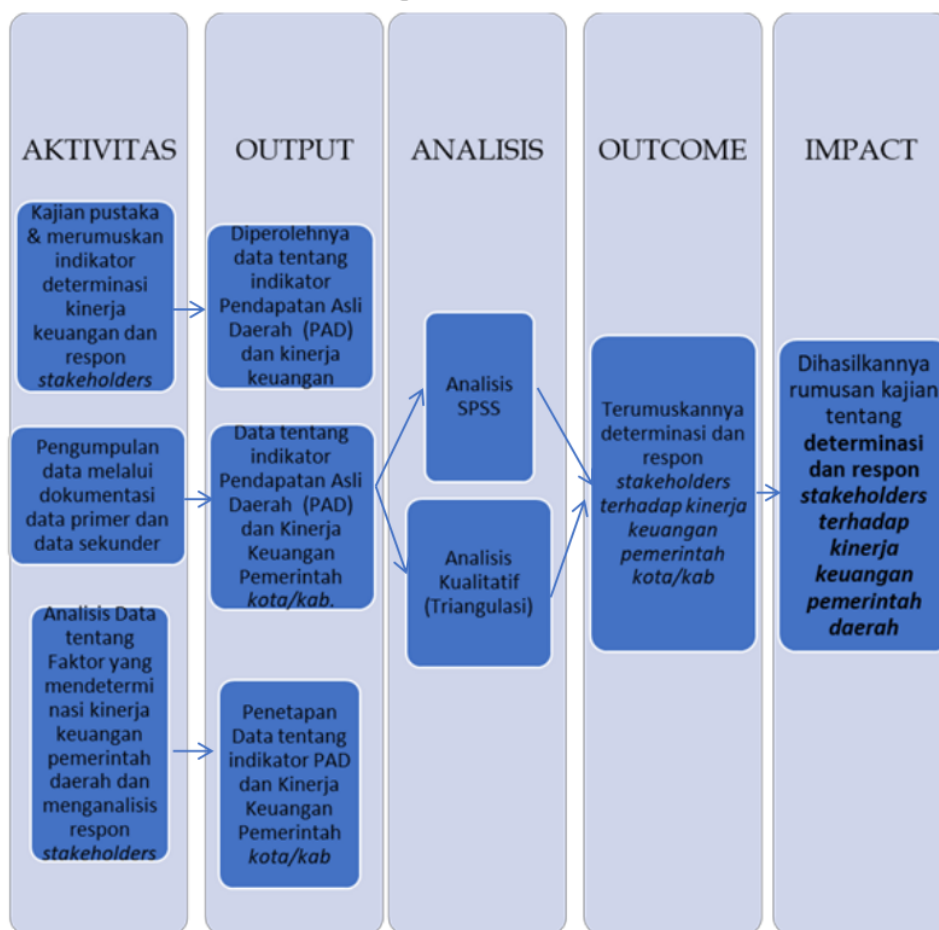 AKTIVITAS
Kajian pustaka
& merumuskan
indikator
determinasi
kinerja
keuangan dan
respon
stakeholders
Pengumpulan
data melalui
dokumentasi
data primer dan
data sekunder
Analisis Data
tentang
Faktor yang
mendetermi
nasi kinerja
keuangan
pemerintah
daerah dan
menganalisis
respon
stakeholders
OUTPUT
Diperolehnya
data tentang
indikator
Pendapatan Asli
Daerah (PAD)
dan kinerja
keuangan
Data tentang
indikator
Pendapatan Asli
Daerah (PAD)
dan Kinerja
Keuangan
Pemerintah
kota/kab.
Penetapan
Data tentang
indikator PAD
dan Kinerja
Keuangan
Pemerintah
kota/kab
ANALISIS
Analisis
SPSS
Analisis
Kualitatif
(Triangulasi)
OUTCOME
Terumuskannya
determinasi dan
respon
stakeholders
terhadap kinerja
keuangan
pemerintah
kota/kab
IMPACT
Dihasilkannya
rumusan kajian
tentang
determinasi
dan respon
stakeholders
terhadap
kinerja
keuangan
pemerintah
daerah